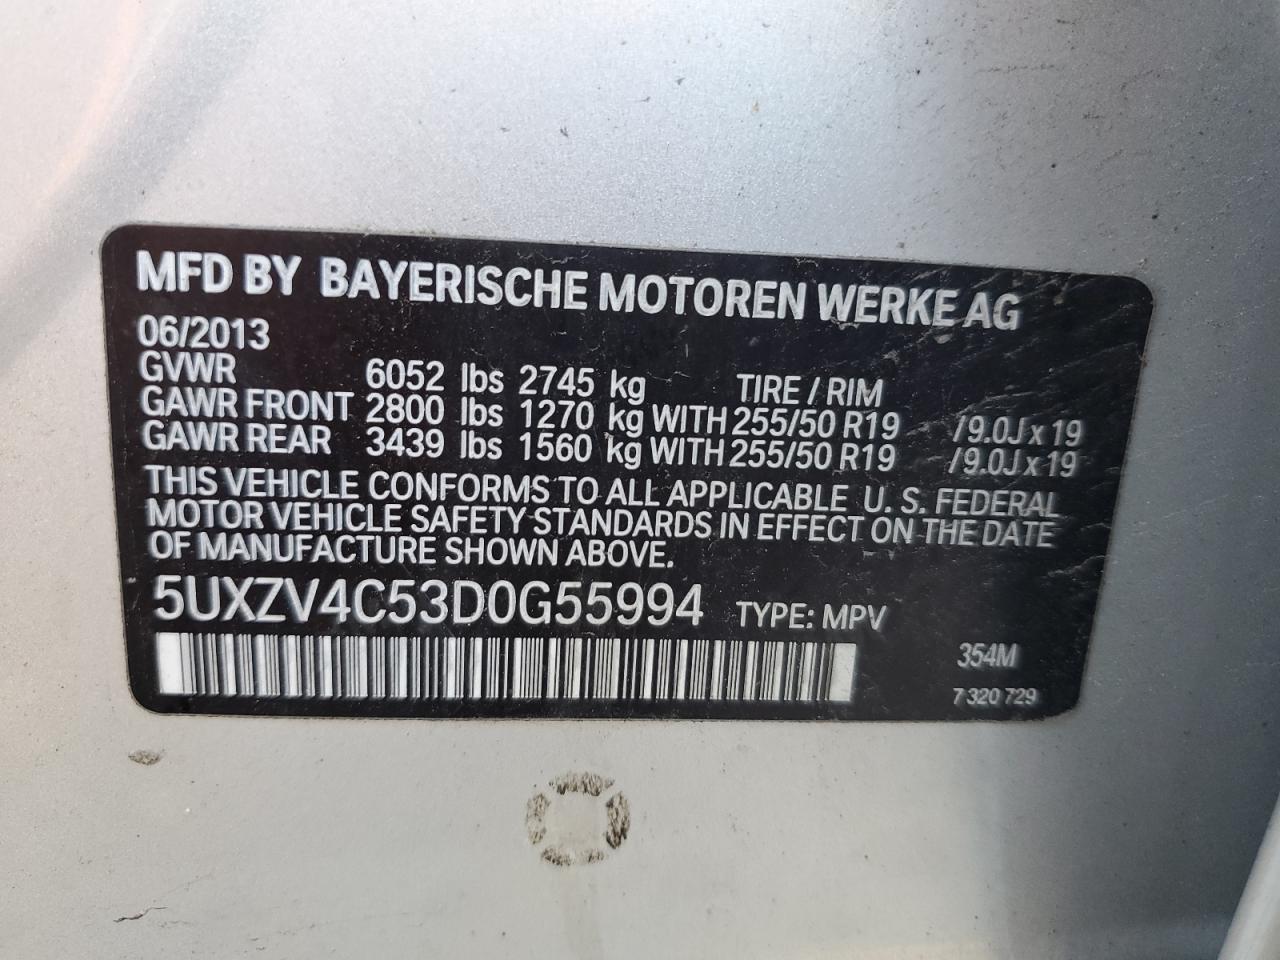 MFD BY BAYERISCHE MOTOREN WERKE AG
06/2013
GVWR 6052 lbs 2745 kg TIRE / RIM
GAWR FRONT 2800 lbs 1270 kg WITH 255/50 R19 /9.0J x 19
GAWR REAR 3439 lbs 1560 kg WITH 255/50 R19 /9.0J x 19
THIS VEHICLE CONFORMS TO ALL APPLICABLE U. S. FEDERAL
MOTOR VEHICLE SAFETY STANDARDS IN EFFECT ON THE DATE
OF MANUFACTURE SHOWN ABOVE.
5UXZV4C53D0G55994 TYPE: MPV
354M
7 320 729